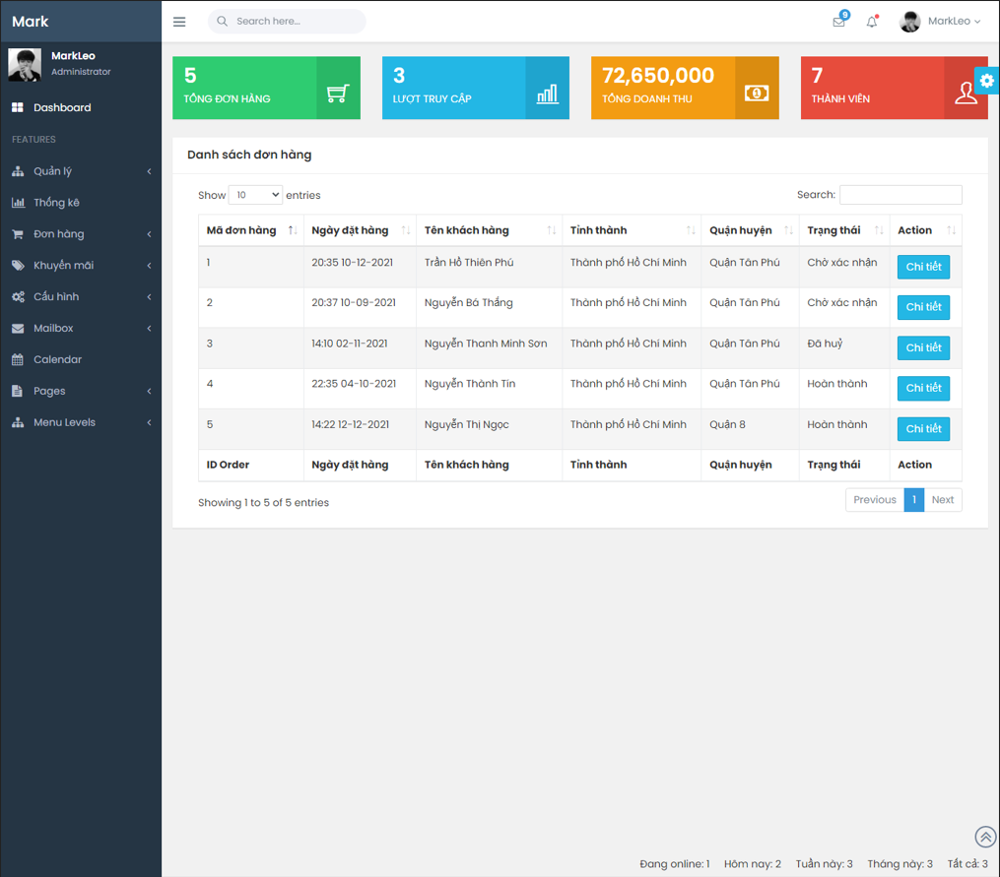 Mark
Search here...
9
MarkLeo
MarkLeo
Administrator
Dashboard
FEATURES
Quản lý
Thống kê
Đơn hàng
Khuyến mãi
Cấu hình
Mailbox
Calendar
Pages
Menu Levels
5
TỔNG ĐƠN HÀNG
3
LƯỢT TRUY CẬP
72,650,000
TỔNG DOANH THU
7
THÀNH VIÊN
Danh sách đơn hàng
Show 10 entries
Search:
Mã đơn hàng Ngày đặt hàng Tên khách hàng Tỉnh thành Quận huyện Trạng thái Action
1 20:35 10-12-2021 Trần Hồ Thiên Phú Thành phố Hồ Chí Minh Quận Tân Phú Chờ xác nhận Chi tiết
2 20:37 10-09-2021 Nguyễn Bá Thắng Thành phố Hồ Chí Minh Quận Tân Phú Chờ xác nhận Chi tiết
3 14:10 02-11-2021 Nguyễn Thanh Minh Sơn Thành phố Hồ Chí Minh Quận Tân Phú Đã huỷ Chi tiết
4 22:35 04-10-2021 Nguyễn Thành Tín Thành phố Hồ Chí Minh Quận Tân Phú Hoàn thành Chi tiết
5 14:22 12-12-2021 Nguyễn Thị Ngọc Thành phố Hồ Chí Minh Quận 8 Hoàn thành Chi tiết
ID Order Ngày đặt hàng Tên khách hàng Tỉnh thành Quận huyện Trạng thái Action
Showing 1 to 5 of 5 entries
Previous 1 Next
Đang online: 1 Hôm nay: 2 Tuần này: 3 Tháng này: 3 Tất cả: 3